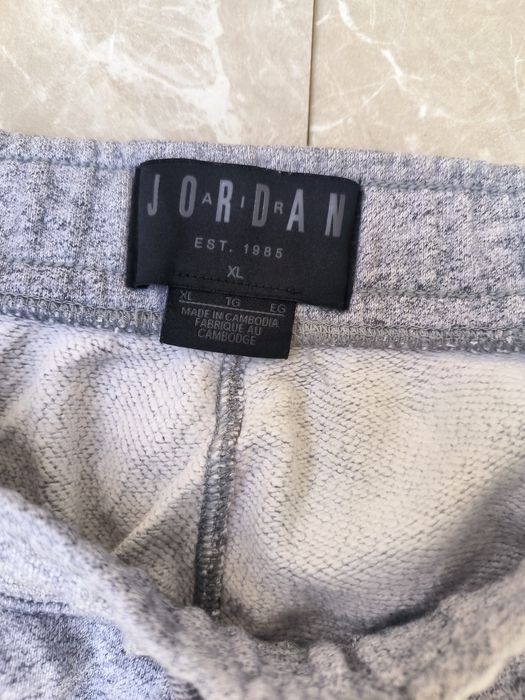 JORDAN
AIR
EST. 1985
XL
XL TG EG
MADE IN CAMBODIA
FABRIQUE AU
CAMBODGE